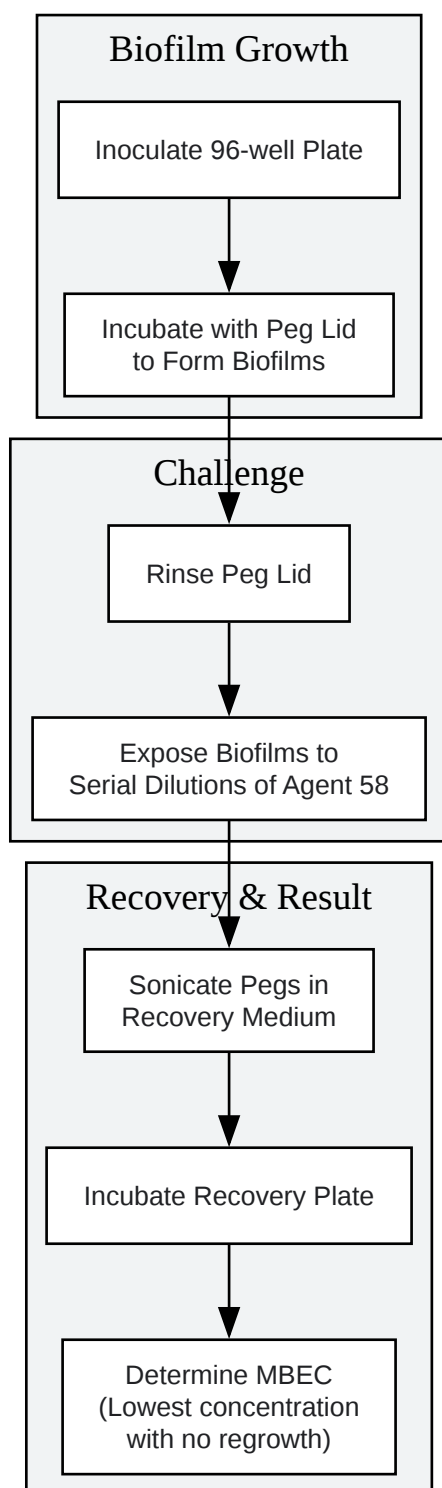 Biofilm Growth
Inoculate 96-well Plate
Incubate with Peg Lid
to Form Biofilms
Challenge
Rinse Peg Lid
Expose Biofilms to
Serial Dilutions of Agent 58
Recovery & Result
Sonicate Pegs in
Recovery Medium
Incubate Recovery Plate
Determine MBEC
(Lowest concentration
with no regrowth)